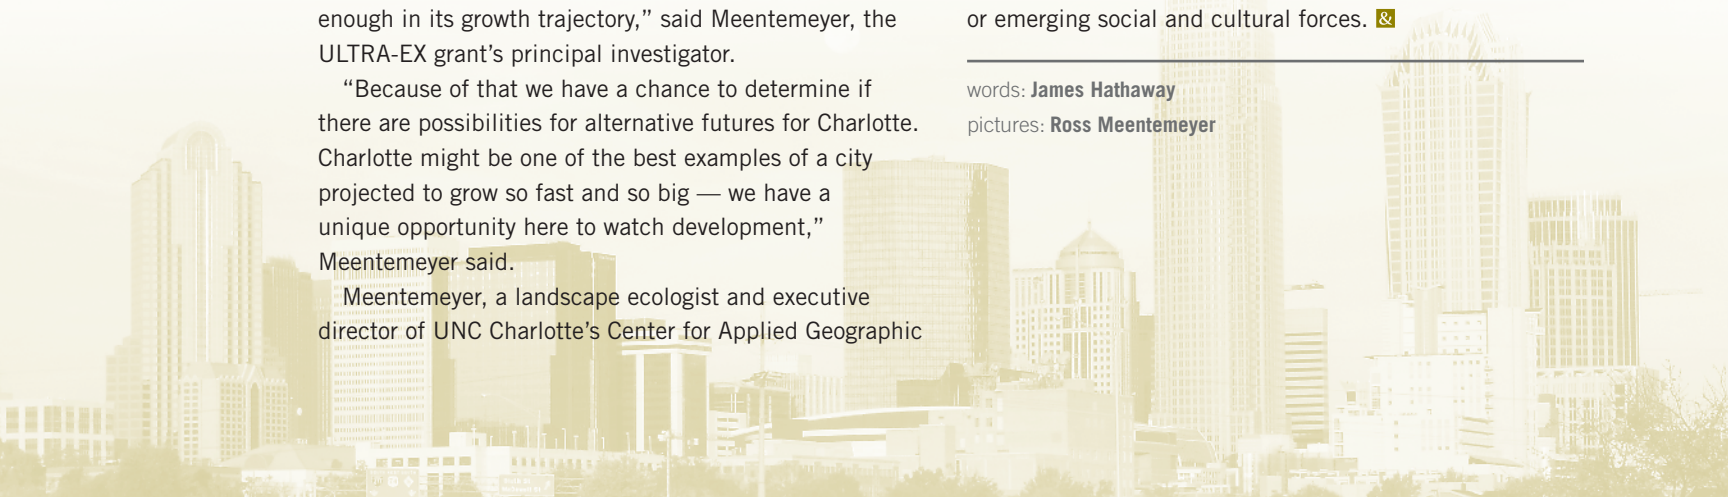 enough in its growth trajectory,” said Meentemeyer, the
ULTRA-EX grant’s principal investigator.
“Because of that we have a chance to determine if
there are possibilities for alternative futures for Charlotte.
Charlotte might be one of the best examples of a city
projected to grow so fast and so big — we have a
unique opportunity here to watch development,”
Meentemeyer said.
Meentemeyer, a landscape ecologist and executive
director of UNC Charlotte’s Center for Applied Geographic
or emerging social and cultural forces. &
words: James Hathaway
pictures: Ross Meentemeyer